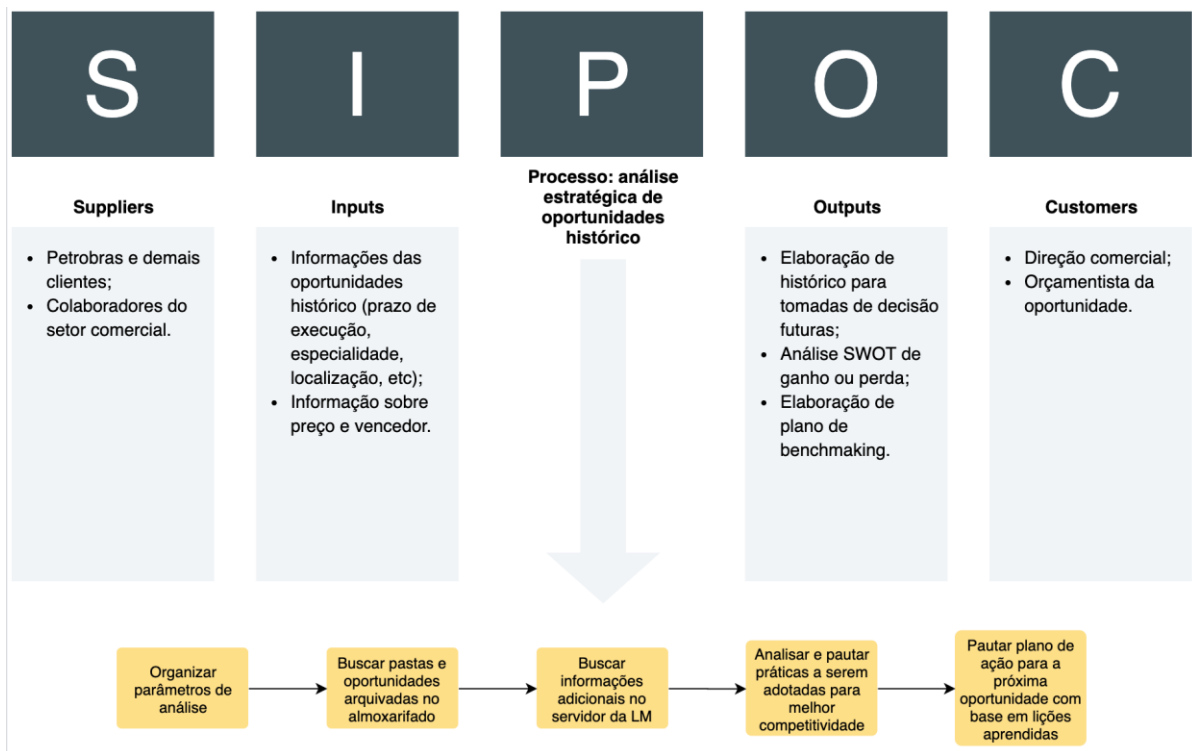 S
I
P
O
C
Suppliers
• Petrobras e demais
clientes;
• Colaboradores do
setor comercial.
Inputs
• Informações das
oportunidades
histórico (prazo de
execução,
especialidade,
localização, etc);
• Informação sobre
preço e vencedor.
Processo: análise
estratégica de
oportunidades
histórico
Outputs
• Elaboração de
histórico para
tomadas de decisão
futuras;
• Análise SWOT de
ganho ou perda;
• Elaboração de
plano de
benchmaking.
Customers
• Direção comercial;
• Orçamentista da
oportunidade.
Organizar
parâmetros de
análise
Buscar pastas e
oportunidades
arquivadas no
almoxarifado
Buscar
informações
adicionais no
servidor da LM
Analisar e pautar
práticas a serem
adotadas para
melhor
competitividade
Pautar plano de
ação para a
próxima
oportunidade com
base em lições
aprendidas